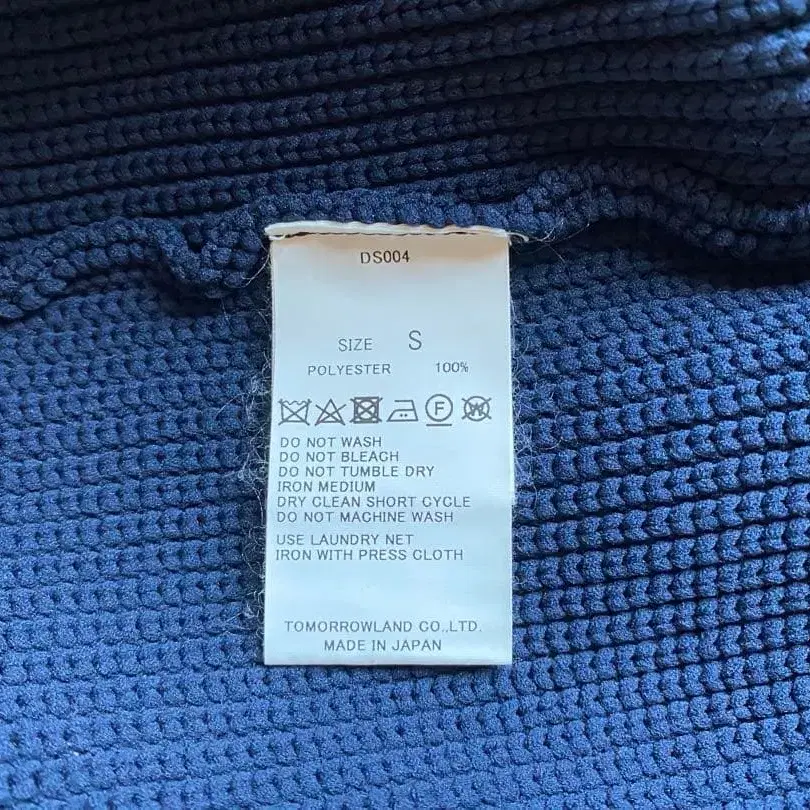 DS004
SIZE S
POLYESTER 100%
F W
DO NOT WASH
DO NOT BLEACH
DO NOT TUMBLE DRY
IRON MEDIUM
DRY CLEAN SHORT CYCLE
DO NOT MACHINE WASH
USE LAUNDRY NET
IRON WITH PRESS CLOTH
TOMORROWLAND CO.,LTD.
MADE IN JAPAN